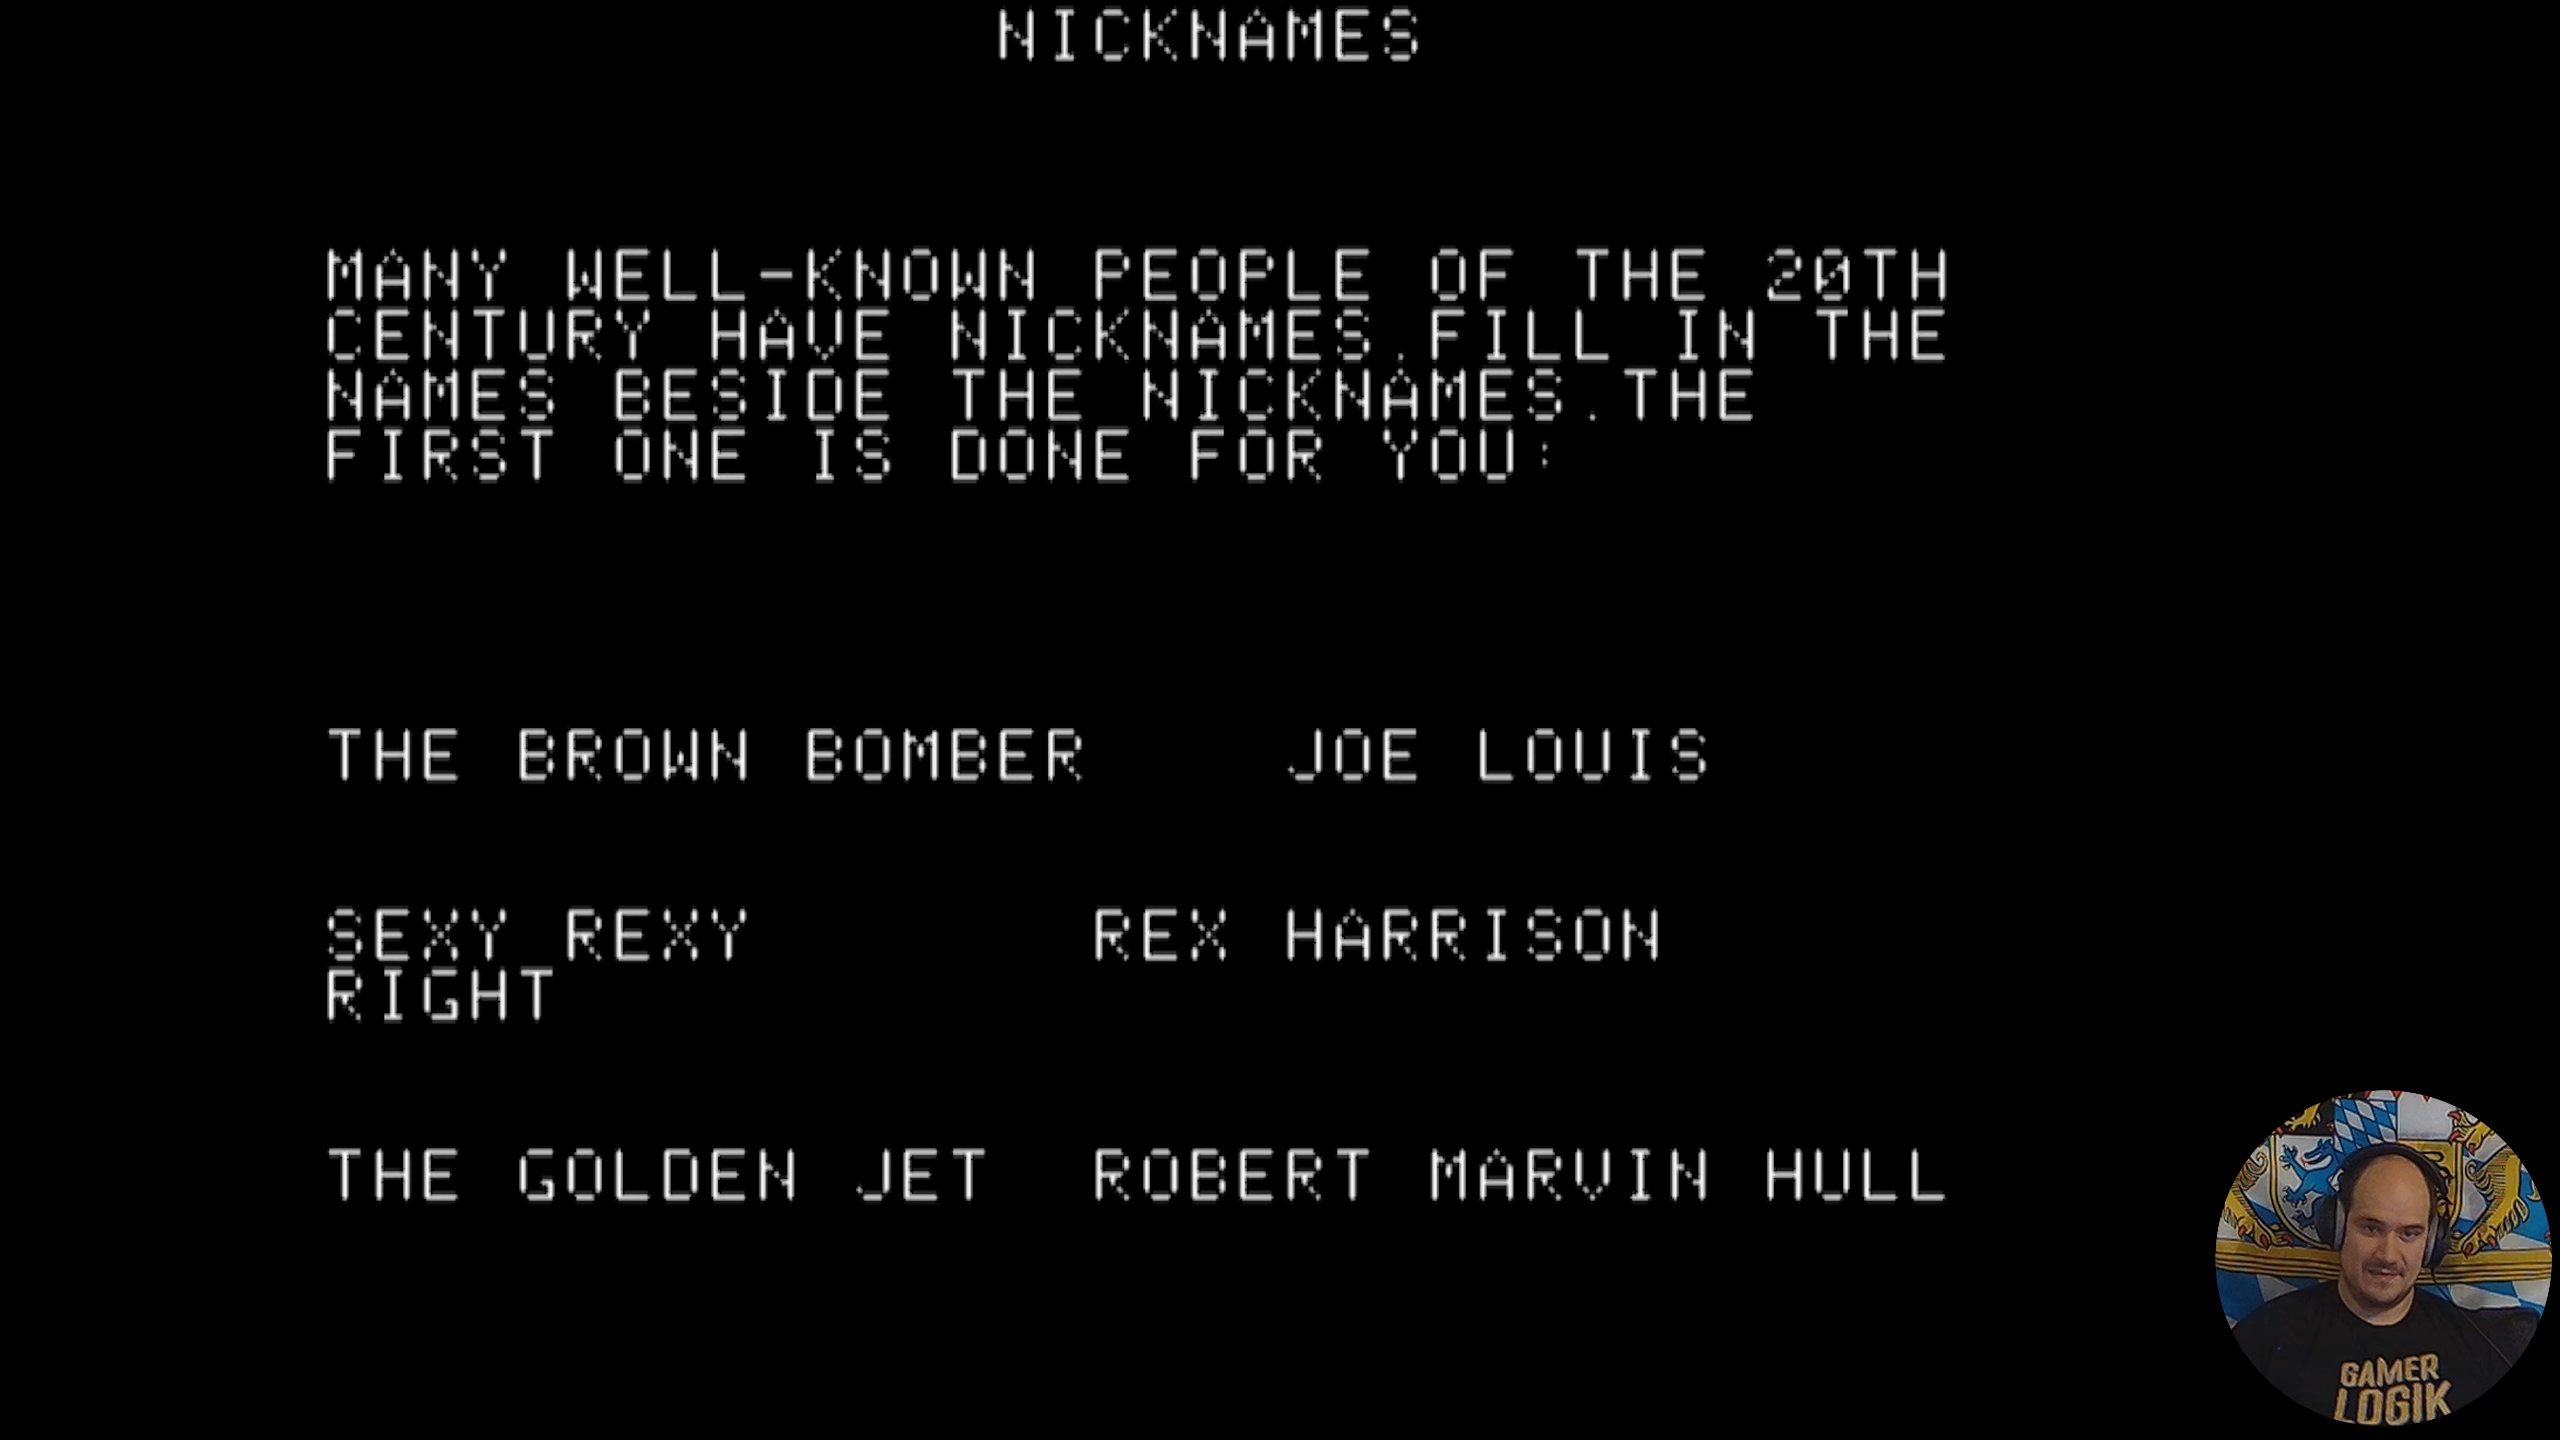 NICKNAMES
MANY WELL-KNOWN PEOPLE OF THE 20TH
CENTURY HAVE NICKNAMES.FILL IN THE
NAMES BESIDE THE NICKNAMES.THE
FIRST ONE IS DONE FOR YOU:
THE BROWN BOMBER JOE LOUIS
SEXY REXY REX HARRISON
RIGHT
THE GOLDEN JET ROBERT MARVIN HULL
GAMER
LOGIK